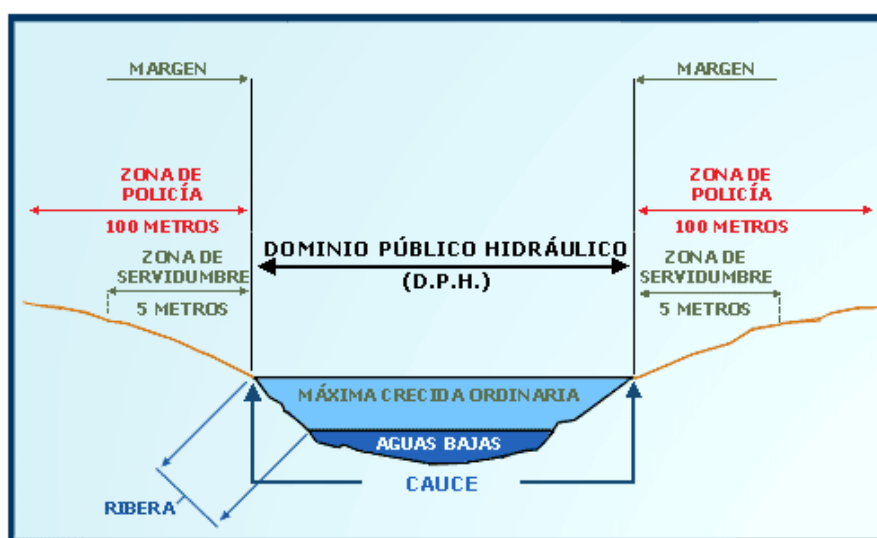 MARGEN
MARGEN
ZONA DE
POLICÍA
100 METROS
ZONA DE
POLICÍA
100 METROS
DOMINIO PÚBLICO HIDRÁULICO
(D.P.H.)
ZONA DE
SERVIDUMBRE
5 METROS
ZONA DE
SERVIDUMBRE
5 METROS
MÁXIMA CRECIDA ORDINARIA
AGUAS BAJAS
CAUCE
RIBERA